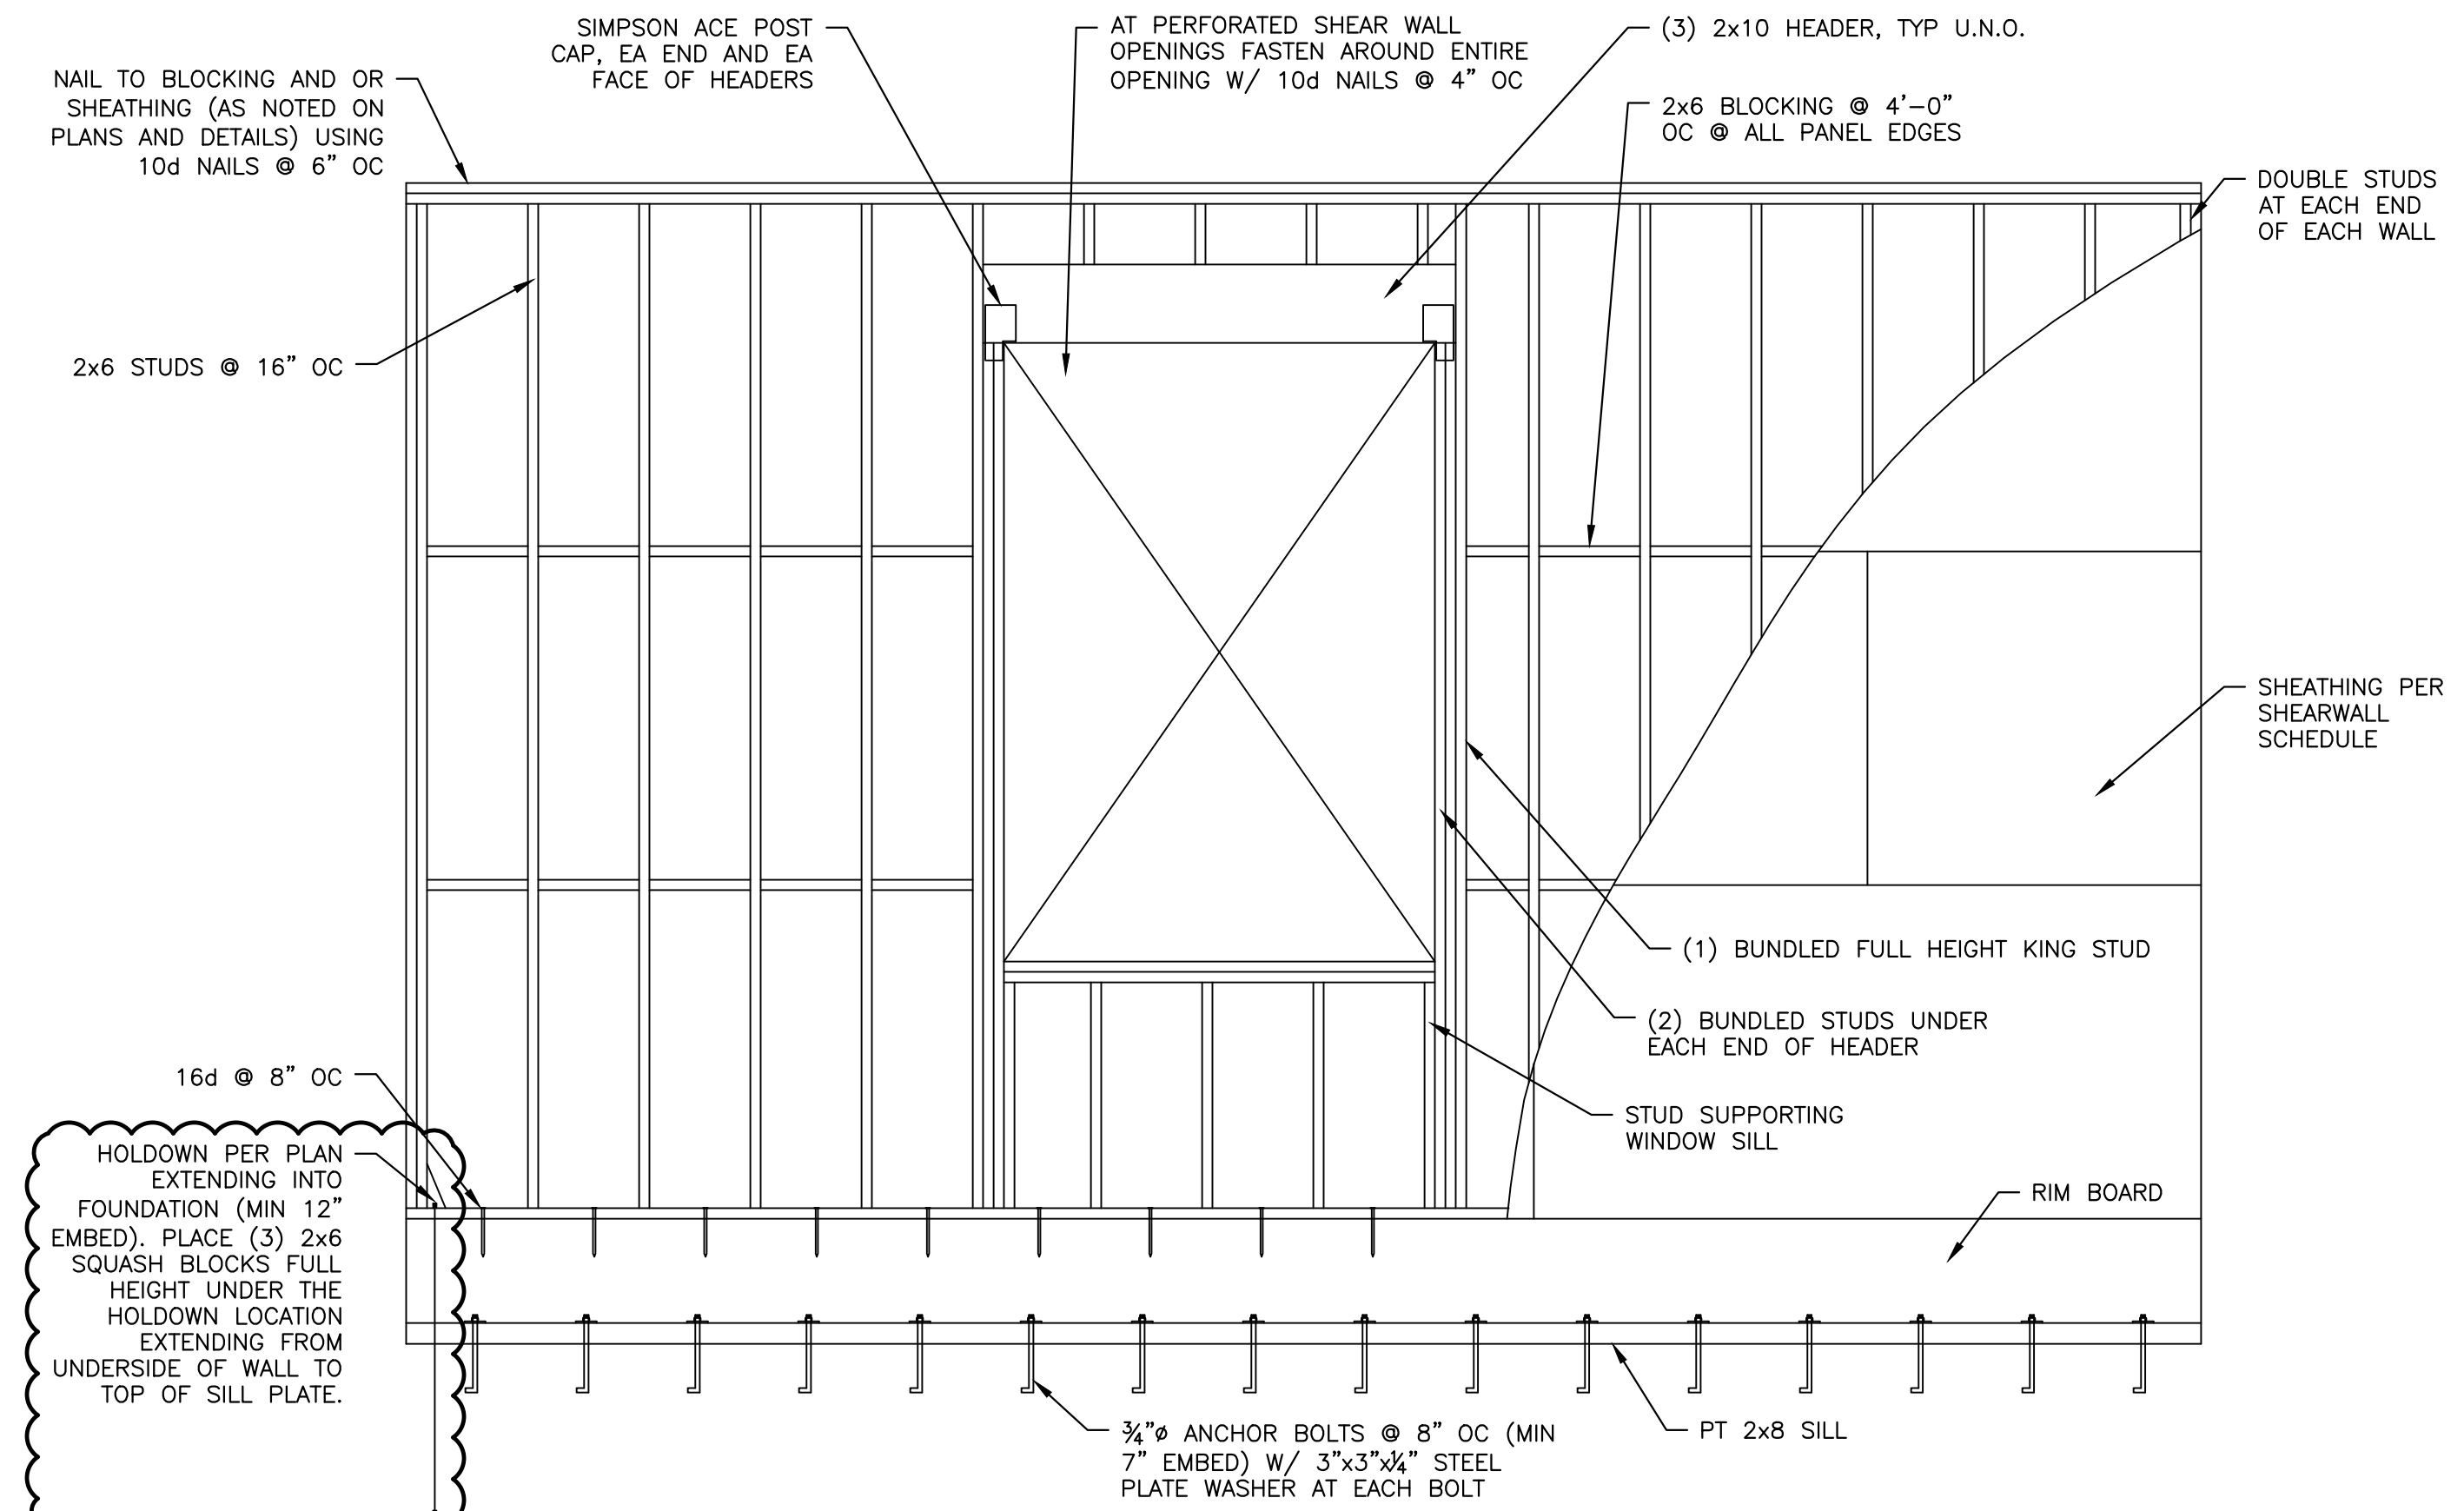 SIMPSON ACE POST
CAP, EA END AND EA
FACE OF HEADERS
AT PERFORATED SHEAR WALL
OPENINGS FASTEN AROUND ENTIRE
OPENING W/ 10d NAILS @ 4" OC
(3) 2x10 HEADER, TYP U.N.O.
NAIL TO BLOCKING AND OR
SHEATHING (AS NOTED ON
PLANS AND DETAILS) USING
10d NAILS @ 6" OC
2x6 BLOCKING @ 4'-0"
OC @ ALL PANEL EDGES
DOUBLE STUDS
AT EACH END
OF EACH WALL
2x6 STUDS @ 16" OC
SHEATHING PER
SHEARWALL
SCHEDULE
(1) BUNDLED FULL HEIGHT KING STUD
(2) BUNDLED STUDS UNDER
EACH END OF HEADER
16d @ 8" OC
STUD SUPPORTING
WINDOW SILL
HOLDOWN PER PLAN
EXTENDING INTO
FOUNDATION (MIN 12"
EMBED). PLACE (3) 2x6
SQUASH BLOCKS FULL
HEIGHT UNDER THE
HOLDOWN LOCATION
EXTENDING FROM
UNDERSIDE OF WALL TO
TOP OF SILL PLATE.
RIM BOARD
¾"ø ANCHOR BOLTS @ 8" OC (MIN
7" EMBED) W/ 3"x3"x¼" STEEL
PLATE WASHER AT EACH BOLT
PT 2x8 SILL